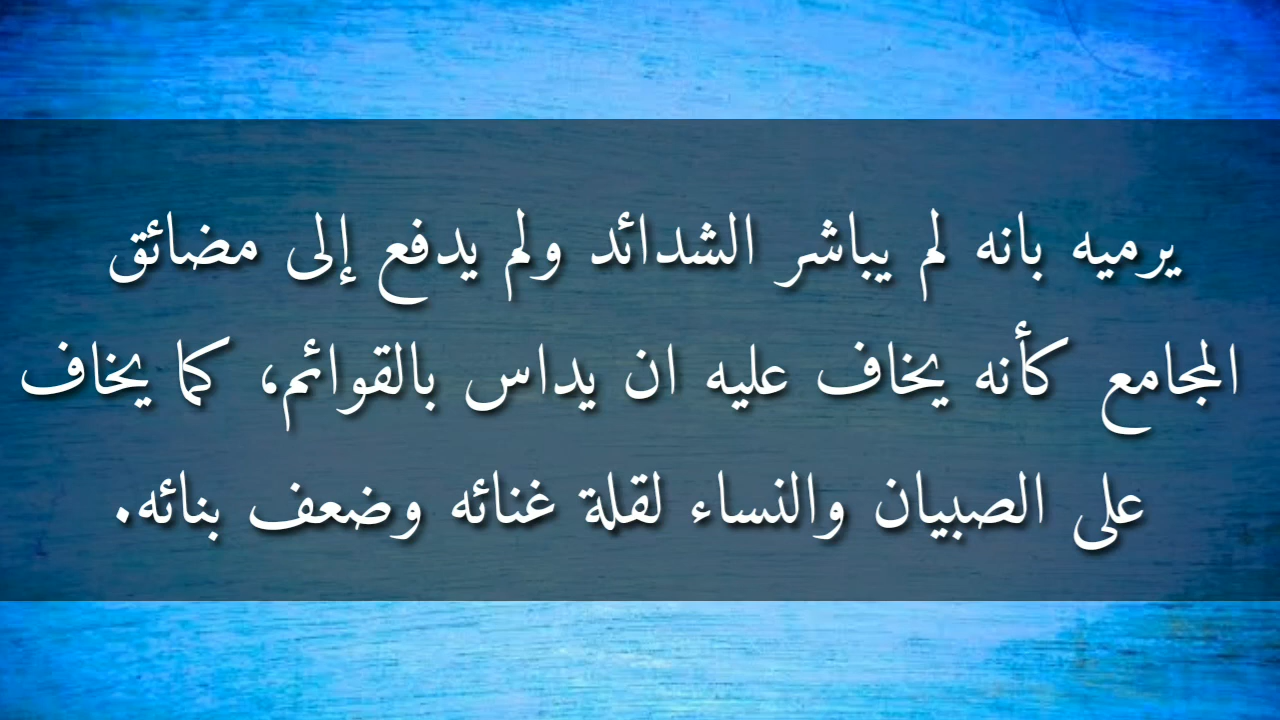 يرميه بانه لم يباشر الشدائد ولم يدفع إلى مضائق
المجامع كأنه يخاف عليه ان يداس بالقوائم، كما يخاف
على الصبيان والنساء لقلة غنائه وضعف بنائه.